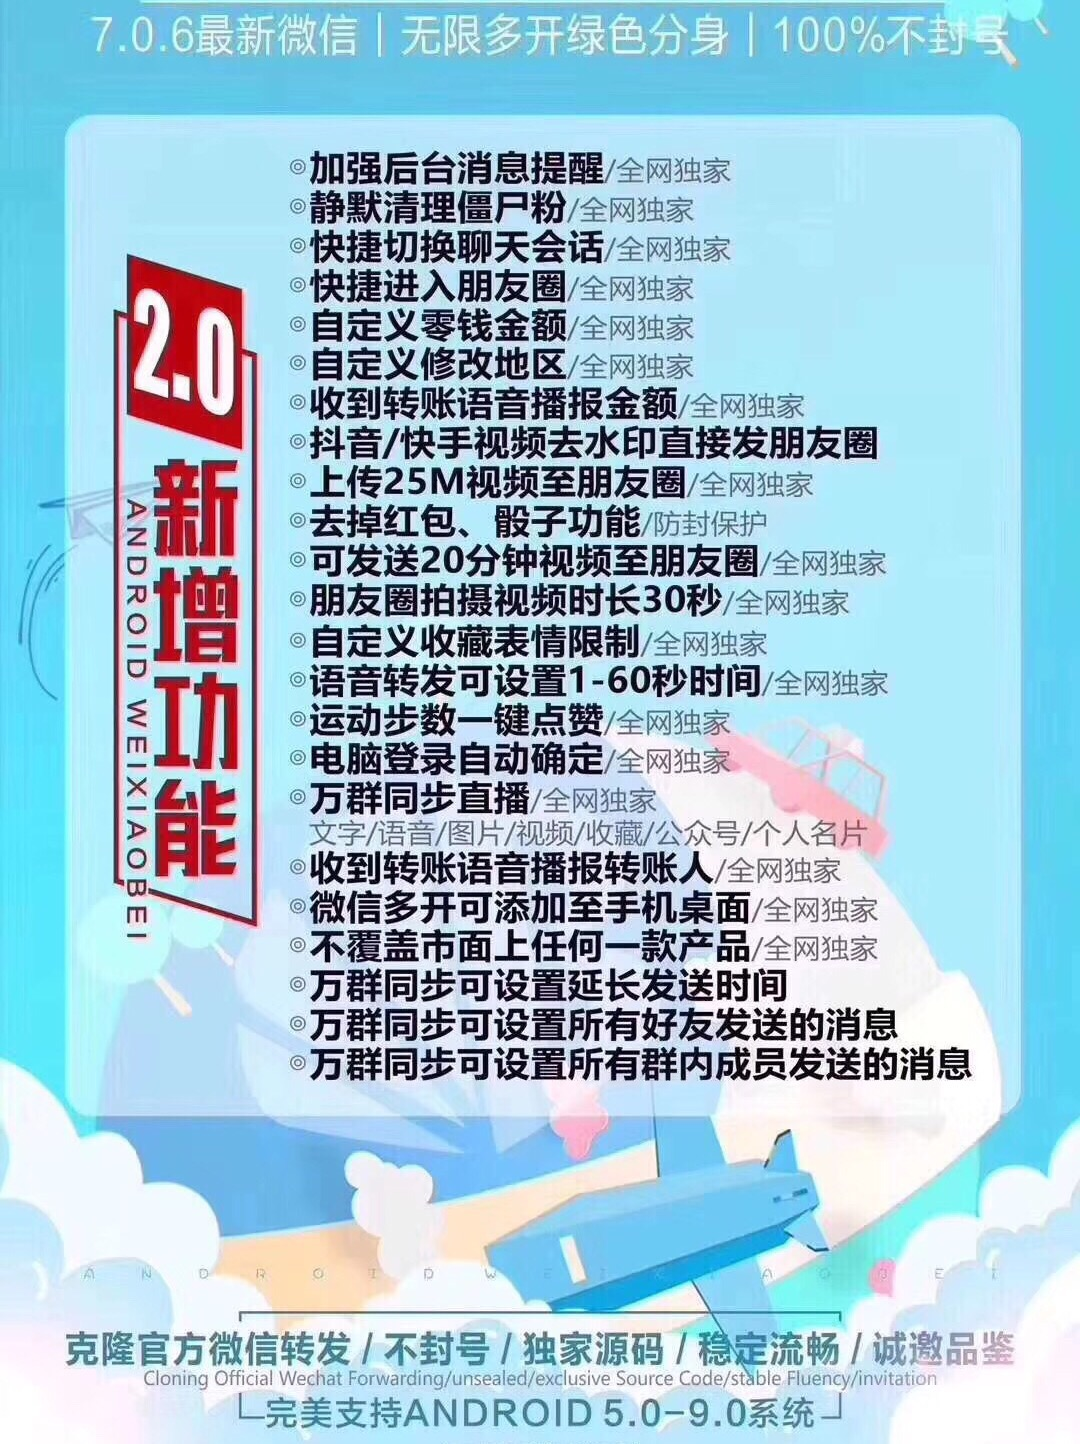 7.0.6最新微信|无限多开绿色分身|100%不封号
◎加强后台消息提醒/全网独家
◎静默清理僵尸粉/全网独家
◎快捷切换聊天会话/全网独家
◎快捷进入朋友圈/全网独家
◎自定义零钱金额/全网独家
◎自定义修改地区/全网独家
◎收到转账语音播报金额/全网独家
◎抖音/快手视频去水印直接发朋友圈
◎上传25M视频至朋友圈/全网独家
◎去掉红包、骰子功能/防封保护
◎可发送20分钟视频至朋友圈/全网独家
◎朋友圈拍摄视频时长30秒/全网独家
◎自定义收藏表情限制/全网独家
◎语音转发可设置1-60秒时间/全网独家
◎运动步数一键点赞/全网独家
◎电脑登录自动确定/全网独家
◎万群同步直播/全网独家
文字/语音/图片/视频/收藏/公众号/个人名片
◎收到转账语音播报转账人/全网独家
◎微信多开可添加至手机桌面/全网独家
◎不覆盖市面上任何一款产品/全网独家
◎万群同步可设置延长发送时间
◎万群同步可设置所有好友发送的消息
◎万群同步可设置所有群内成员发送的消息
2.0
新增功能
ANDROID WEIXIAOBEI
ANDROIDWEIXIAOBEI
克隆官方微信转发/不封号/独家源码/稳定流畅/诚邀品鉴
Cloning Official Wechat Forwarding/unsealed/exclusive Source Code/stable Fluency/invitation
完美支持ANDROID 5.0-9.0系统